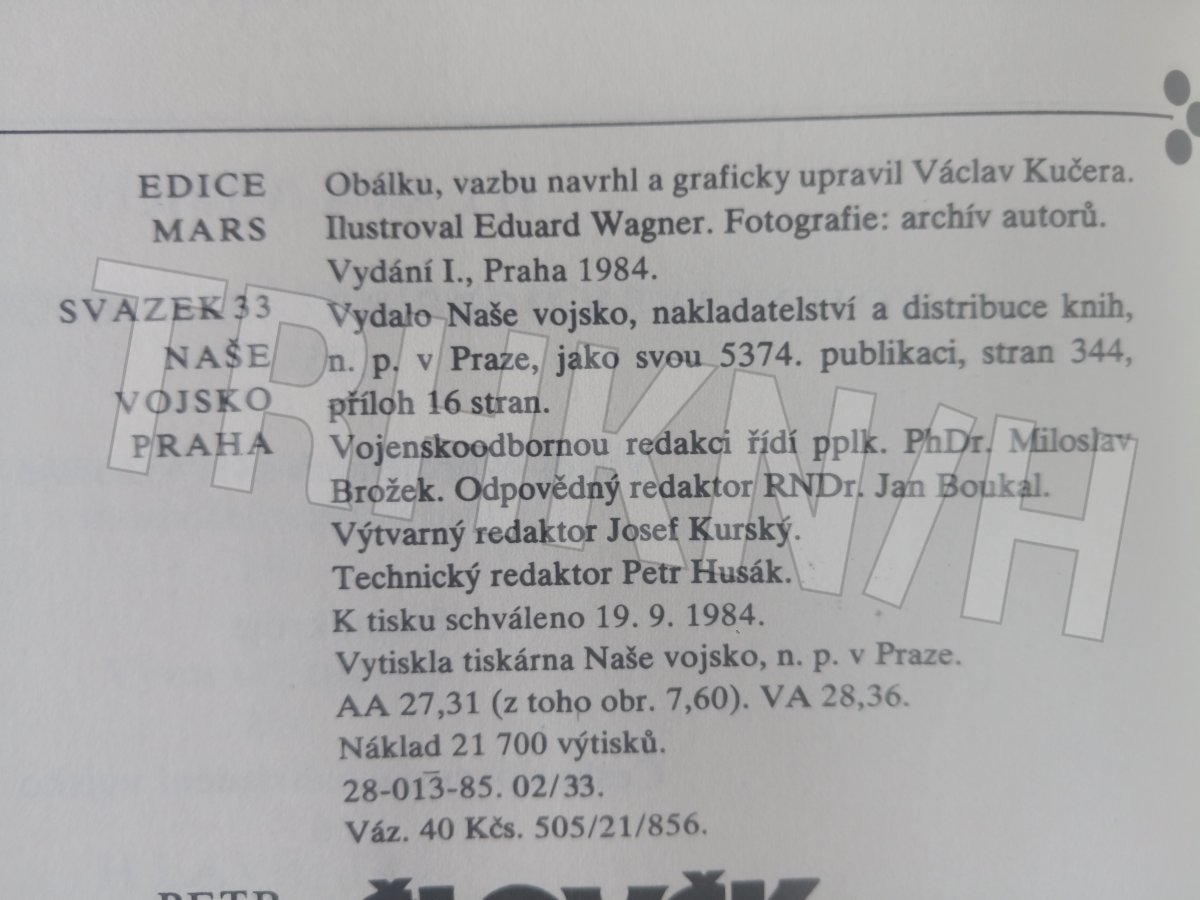 EDICE
MARS
SVAZEK 33
NAŠE
VOJSKO
PRAHA
Obálku, vazbu navrhl a graficky upravil Václav Kučera.
Ilustroval Eduard Wagner. Fotografie: archív autorů.
Vydání I., Praha 1984.
Vydalo Naše vojsko, nakladatelství a distribuce knih,
n. p. v Praze, jako svou 5374. publikaci, stran 344,
příloh 16 stran.
Vojenskoodbornou redakci řídí pplk. PhDr. Miloslav
Brožek. Odpovědný redaktor RNDr. Jan Boukal.
Výtvarný redaktor Josef Kurský.
Technický redaktor Petr Husák.
K tisku schváleno 19. 9. 1984.
Vytiskla tiskárna Naše vojsko, n. p. v Praze.
AA 27,31 (z toho obr. 7,60). VA 28,36.
Náklad 21 700 výtisků.
28-013-85. 02/33.
Váz. 40 Kčs. 505/21/856.
PETR
ČLOVĚK
TRHKNIH